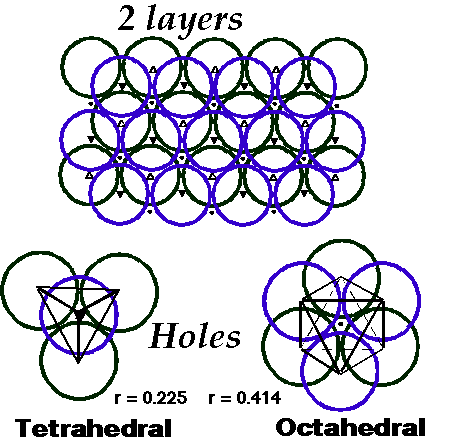 2 layers
Holes
r = 0.225 r = 0.414
Tetrahedral Octahedral